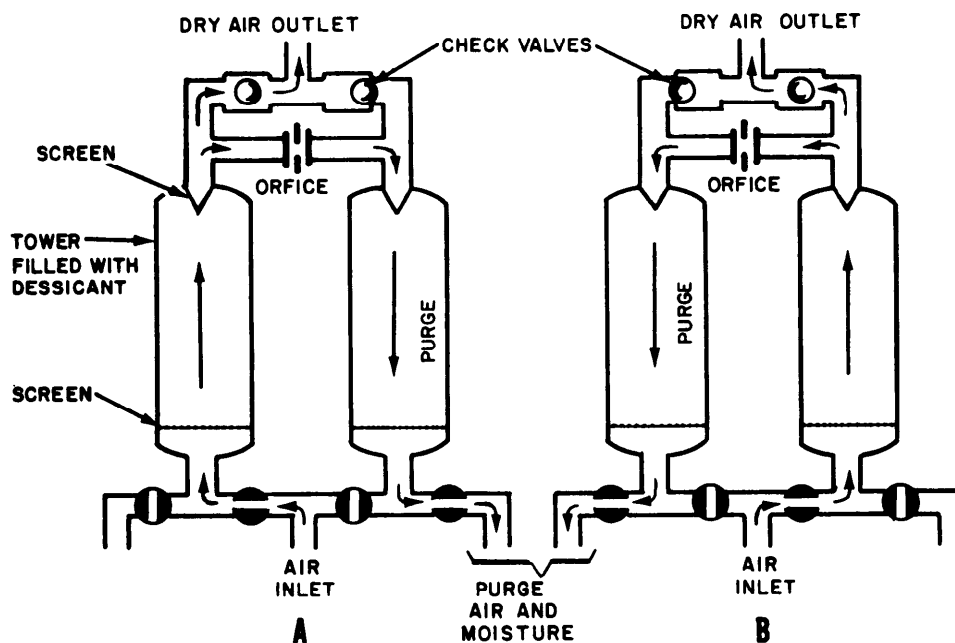 DRY AIR OUTLET
CHECK VALVES
DRY AIR OUTLET
SCREEN
ORFICE
ORFICE
TOWER
FILLED WITH
DESSICANT
PURGE
PURGE
SCREEN
AIR
INLET
PURGE
AIR AND
MOISTURE
AIR
INLET
A
B